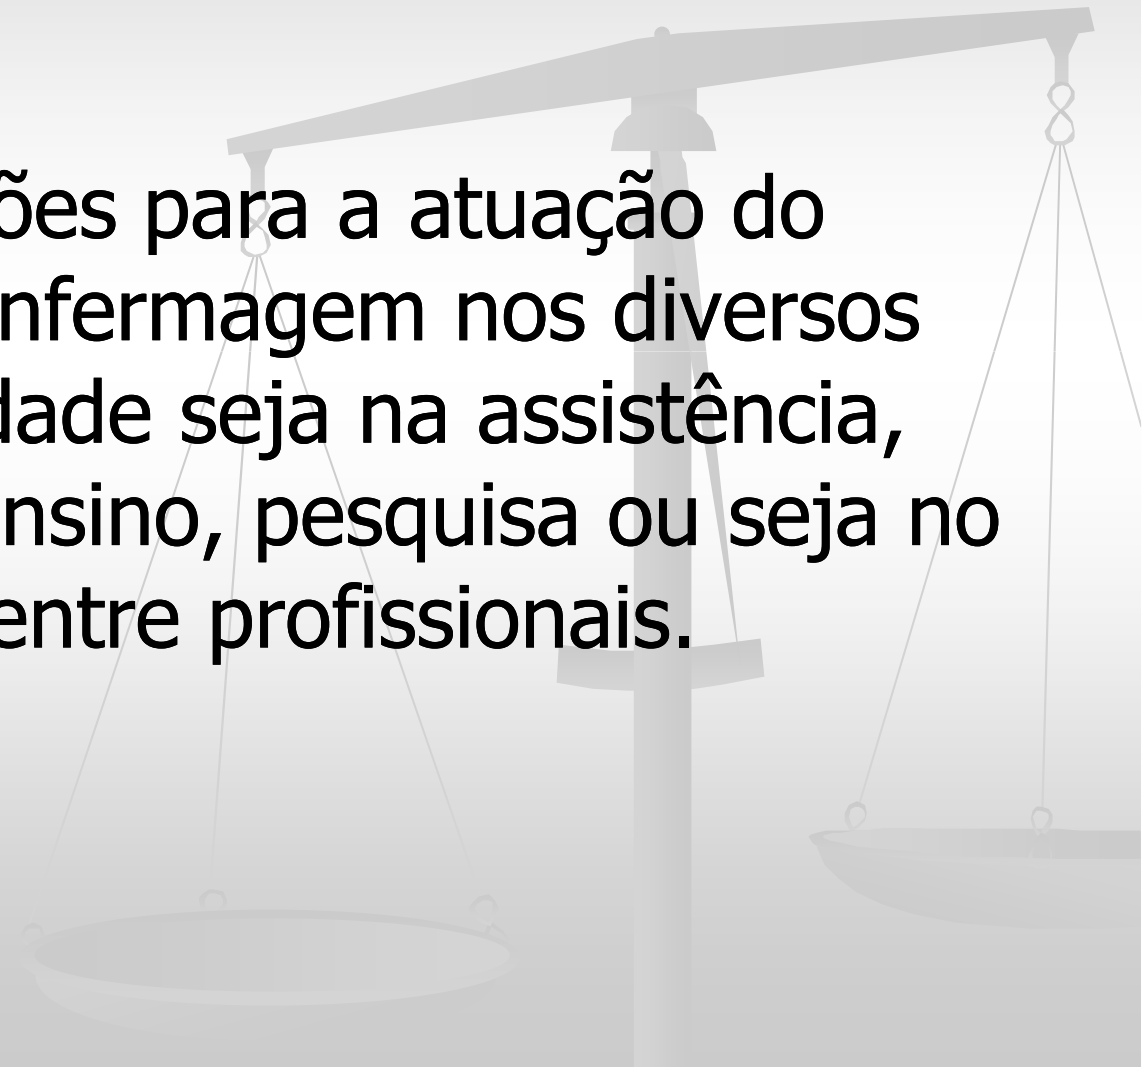 ões para a atuação do
nfermagem nos diversos
dade seja na assistência,
nsino, pesquisa ou seja no
entre profissionais.